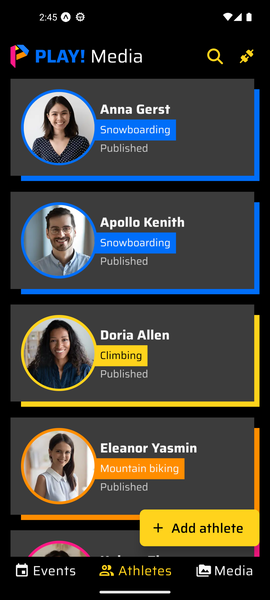 2:45
PLAY! Media
Anna Gerst
Snowboarding
Published
Apollo Kenith
Snowboarding
Published
Doria Allen
Climbing
Published
Eleanor Yasmin
Mountain biking
Published
+ Add athlete
Events
Athletes
Media